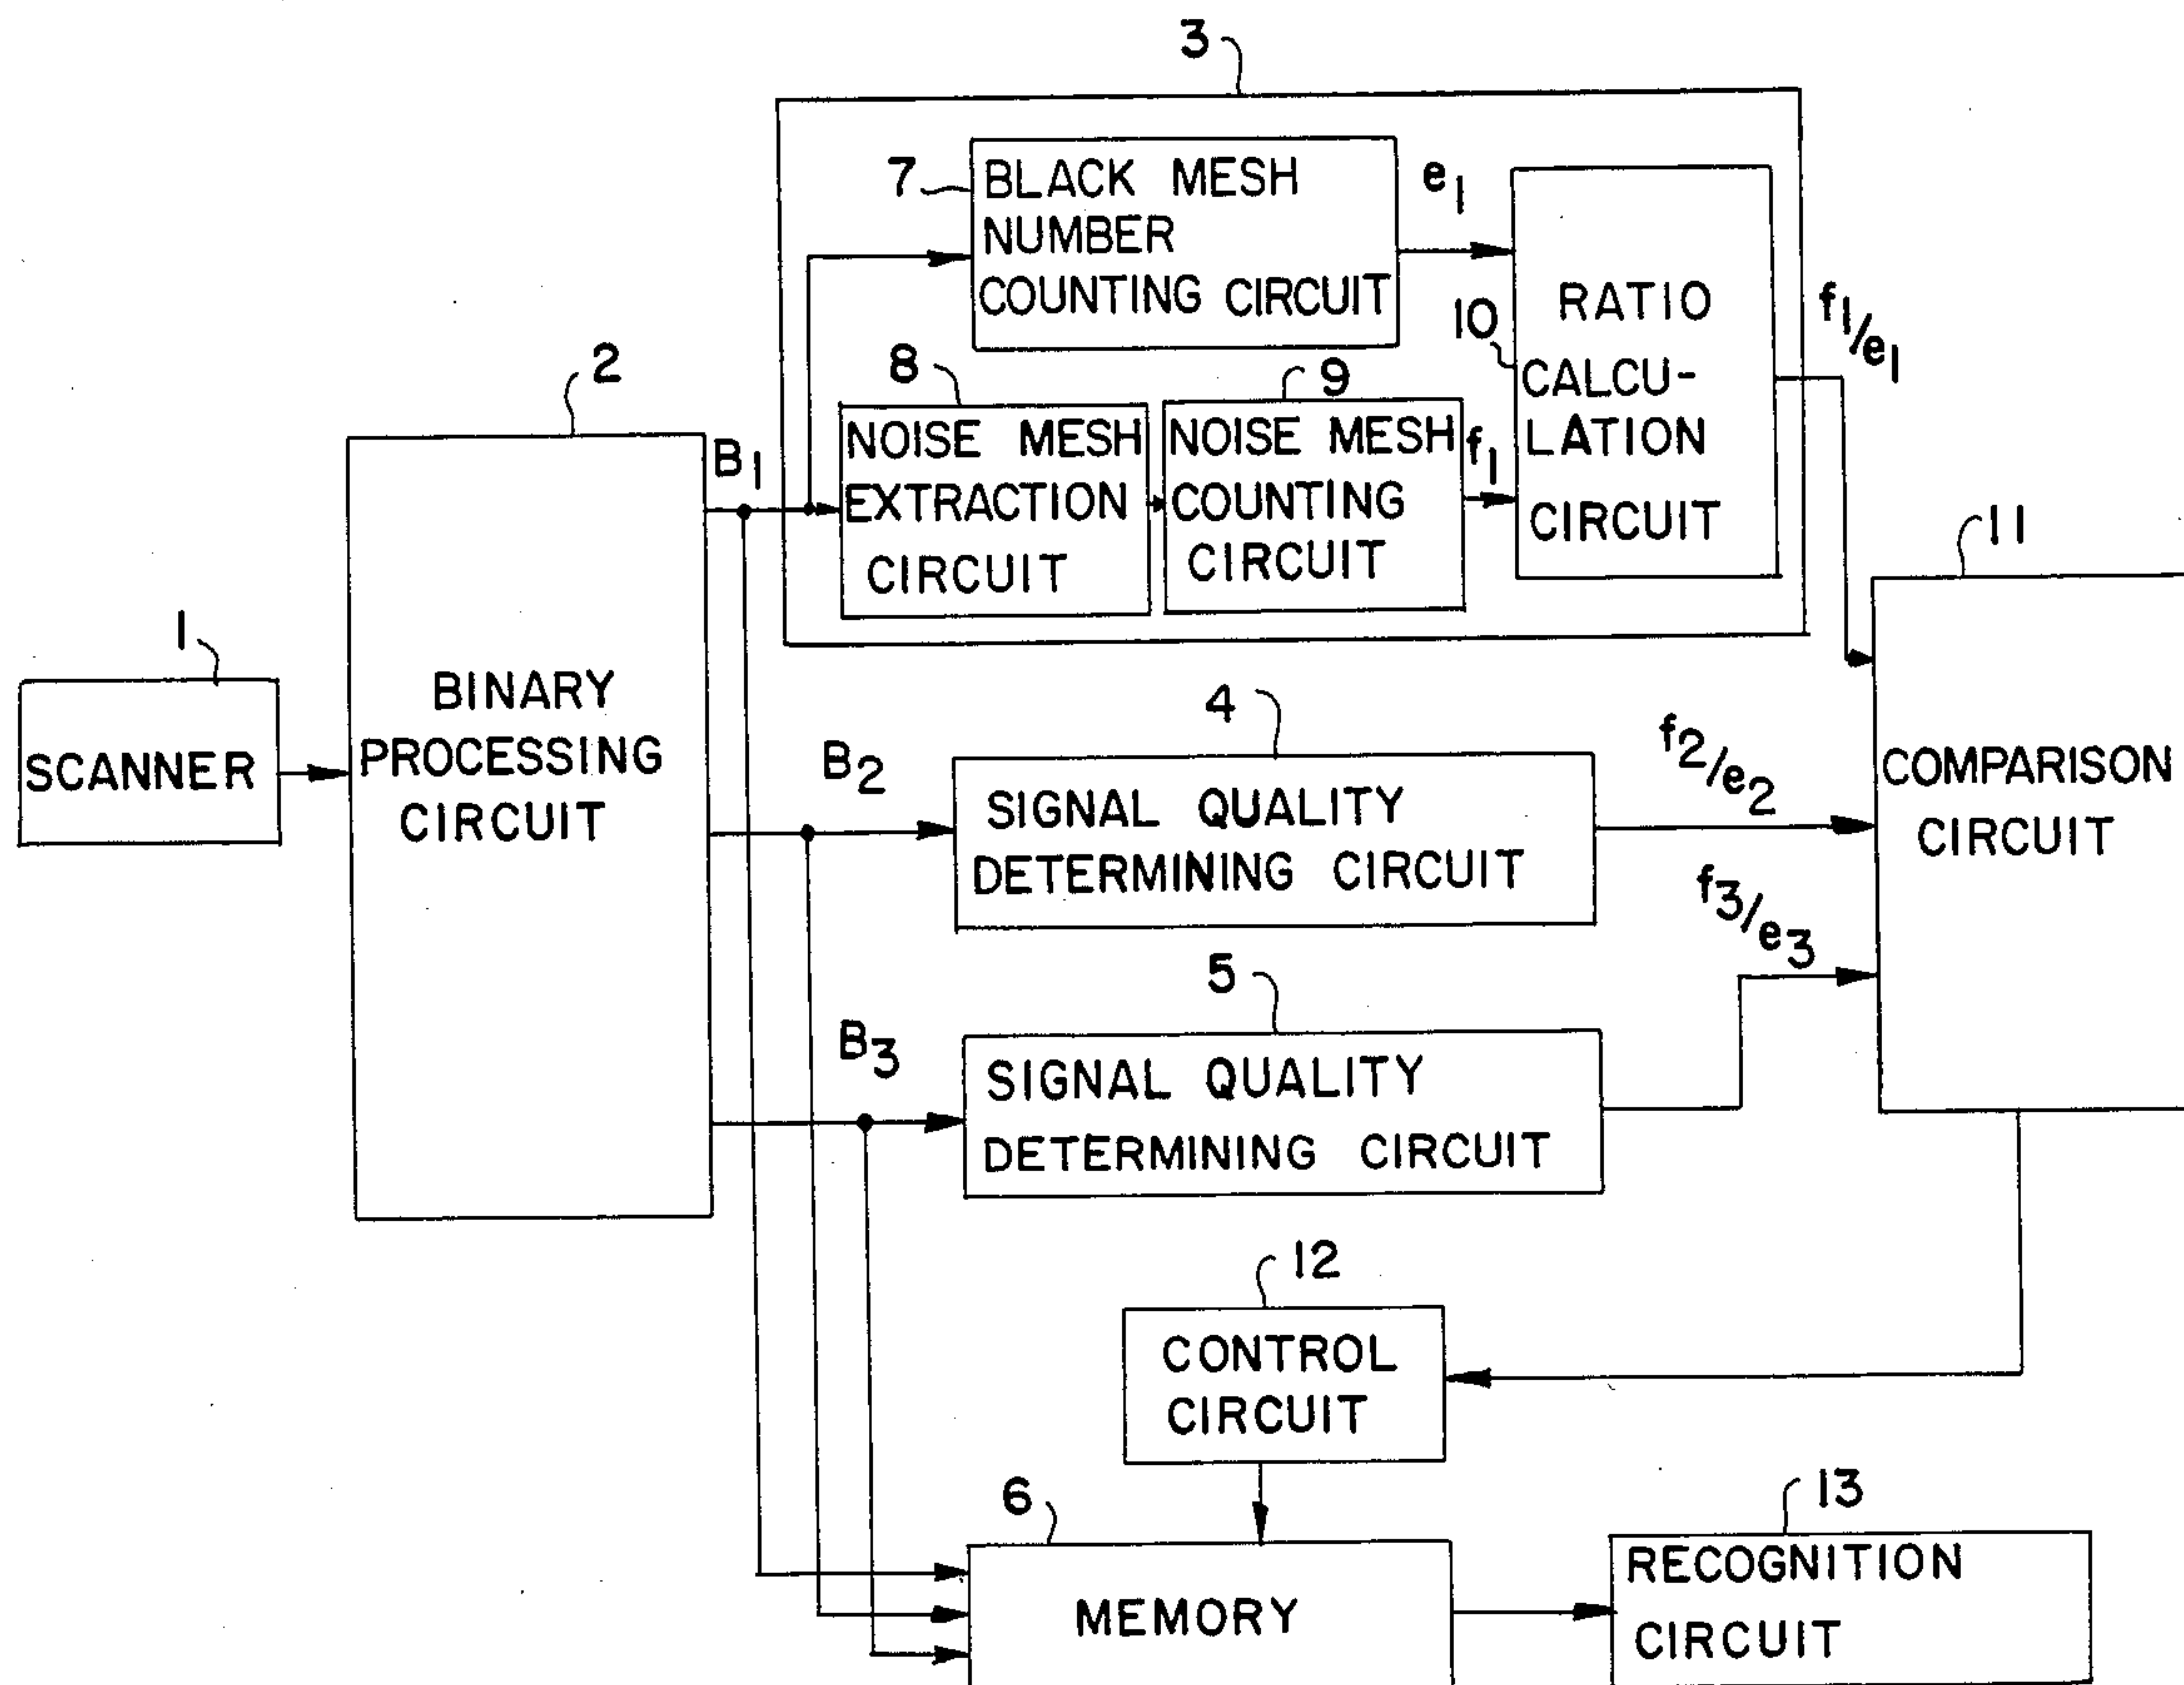 3
7
BLACK MESH
NUMBER
COUNTING CIRCUIT
e1
10
RATIO
CALCU-
LATION
CIRCUIT
f1/e1
2
8
NOISE MESH
EXTRACTION
CIRCUIT
9
NOISE MESH
COUNTING
CIRCUIT
f1
B1
11
1
SCANNER
BINARY
PROCESSING
CIRCUIT
4
B2
SIGNAL QUALITY
DETERMINING CIRCUIT
f2/e2
COMPARISON
CIRCUIT
f3/e3
5
B3
SIGNAL QUALITY
DETERMINING CIRCUIT
12
CONTROL
CIRCUIT
6
MEMORY
13
RECOGNITION
CIRCUIT